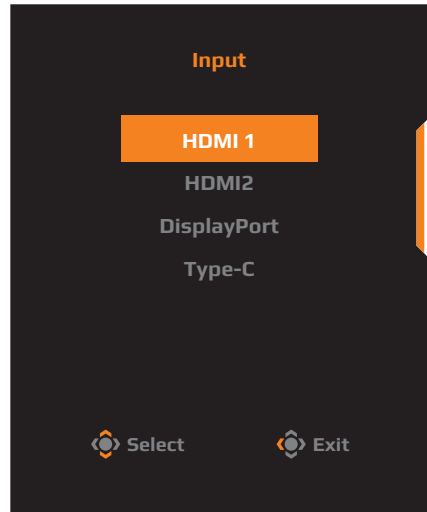 Input
HDMI 1
HDMI2
DisplayPort
Type-C
Select Exit